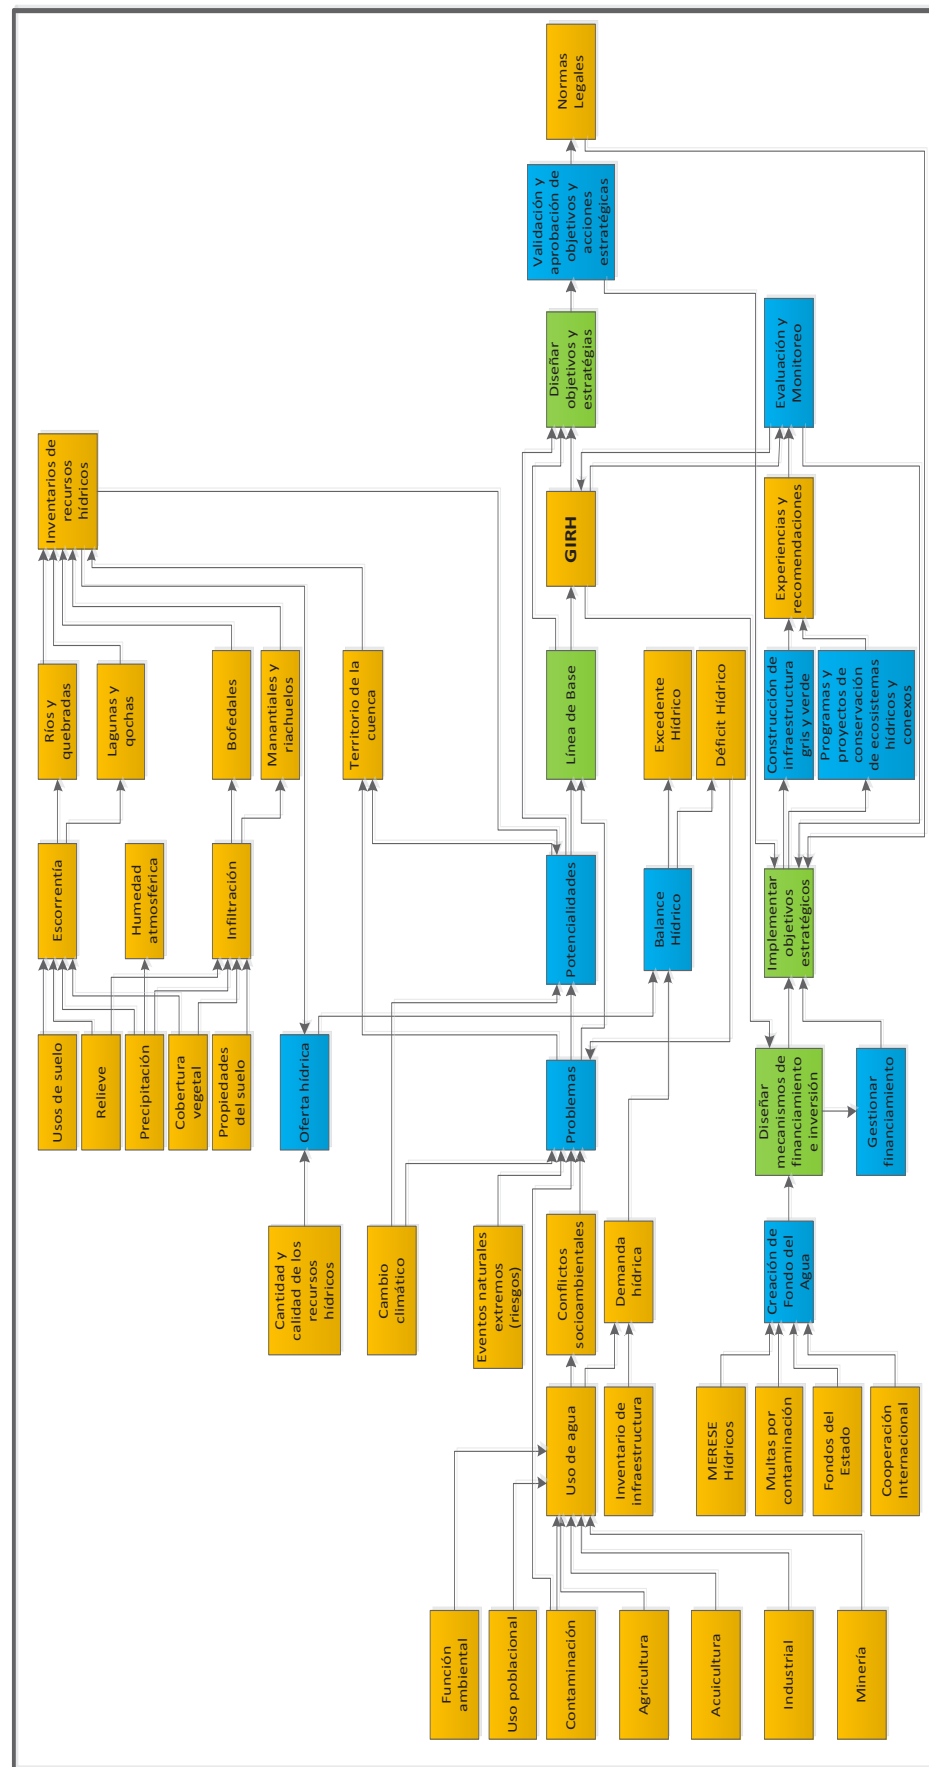 Usos de suelo
Relieve
Precipitación
Cobertura
vegetal
Propiedades
del suelo
Escorrentía
Humedad
atmosférica
Infiltración
Ríos y
quebradas
Lagunas y
qochas
Bofedales
Manantiales y
riachuelos
Inventarios de
recursos
hídricos
Cantidad y
calidad de los
recursos
hídricos
Oferta hídrica
Territorio de la
cuenca
Cambio
climático
Eventos naturales
extremos
(riesgos)
Conflictos
socioambientales
Demanda
hídrica
Problemas
Potencialidades
Balance
Hídrico
Línea de Base
Excedente
Hídrico
Déficit Hídrico
GIRH
Diseñar
objetivos y
estratégias
Validación y
aprobación de
objetivos y
acciones
estratégicas
Normas
Legales
Función
ambiental
Uso poblacional
Contaminación
Agricultura
Acuicultura
Industrial
Minería
Uso de agua
Inventario de
infraestructura
MERESE
Hídricos
Multas por
contaminación
Fondos del
Estado
Cooperación
Internacional
Creación de
Fondo del
Agua
Diseñar
mecanismos de
financiamiento
e inversión
Gestionar
financiamiento
Implementar
objetivos
estratégicos
Construcción de
infraestructura
gris y verde
Programas y
proyectos de
conservación
de ecosistemas
hídricos y
conexos
Experiencias y
recomendaciones
Evaluación y
Monitoreo